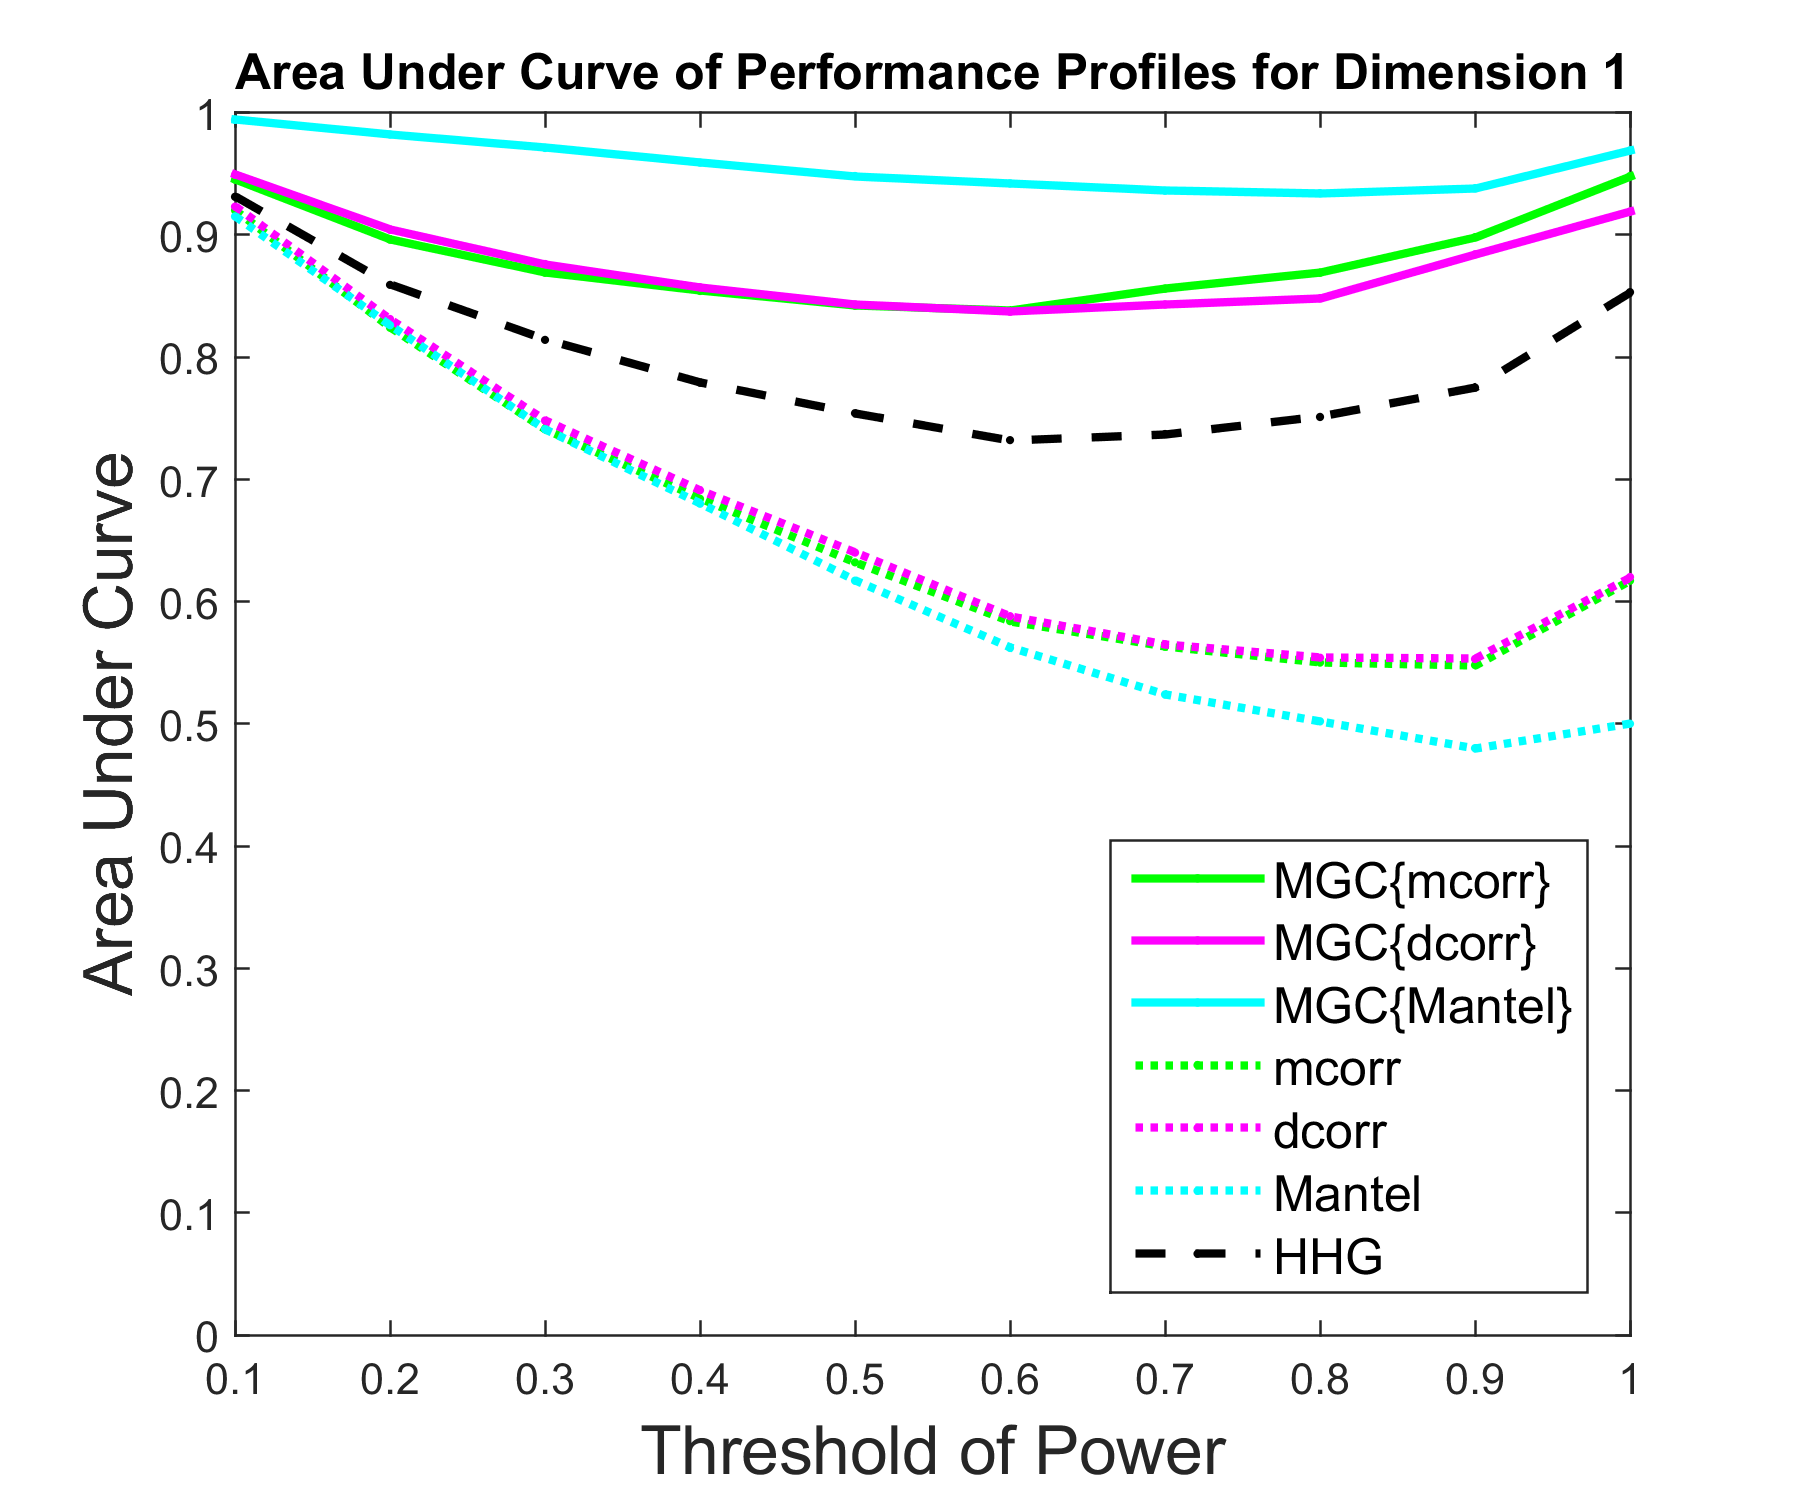 Area Under Curve of Performance Profiles for Dimension 1
1
0.9
0.8
0.7
0.6
0.5
0.4
0.3
0.2
0.1
0
Area Under Curve
MGC{mcorr}
MGC{dcorr}
MGC{Mantel}
mcorr
dcorr
Mantel
HHG
0.1 0.2 0.3 0.4 0.5 0.6 0.7 0.8 0.9 1
Threshold of Power